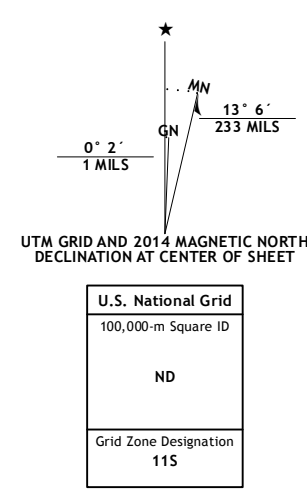 ★
MN
GN
13° 6´
233 MILS
0° 2´
1 MILS
UTM GRID AND 2014 MAGNETIC NORTH
DECLINATION AT CENTER OF SHEET
U.S. National Grid
100,000-m Square ID
ND
Grid Zone Designation
11S